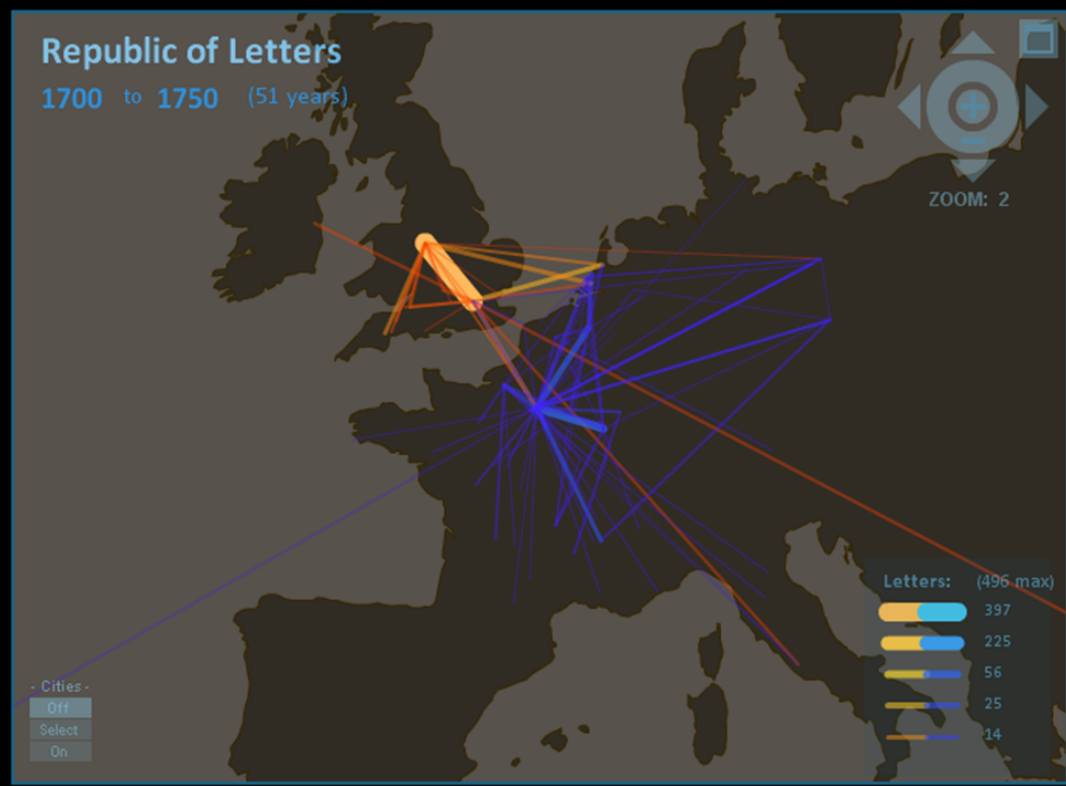 Republic of Letters
1700 to 1750 (51 years)
ZOOM: 2
Letters: (496 max)
397
225
56
25
14
- Cities -
Off
Select
On